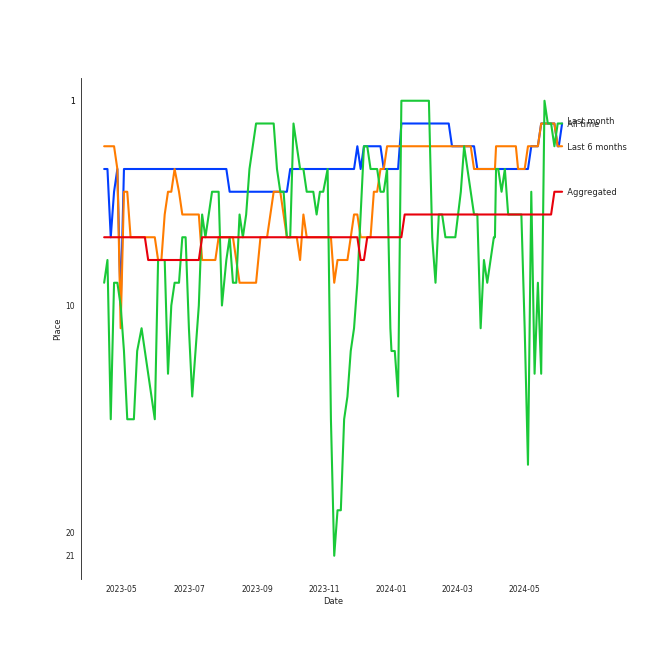 1
10
20
21
Place
2023-05
2023-07
2023-09
2023-11
2024-01
2024-03
2024-05
Date
Last month
All time
Last 6 months
Aggregated